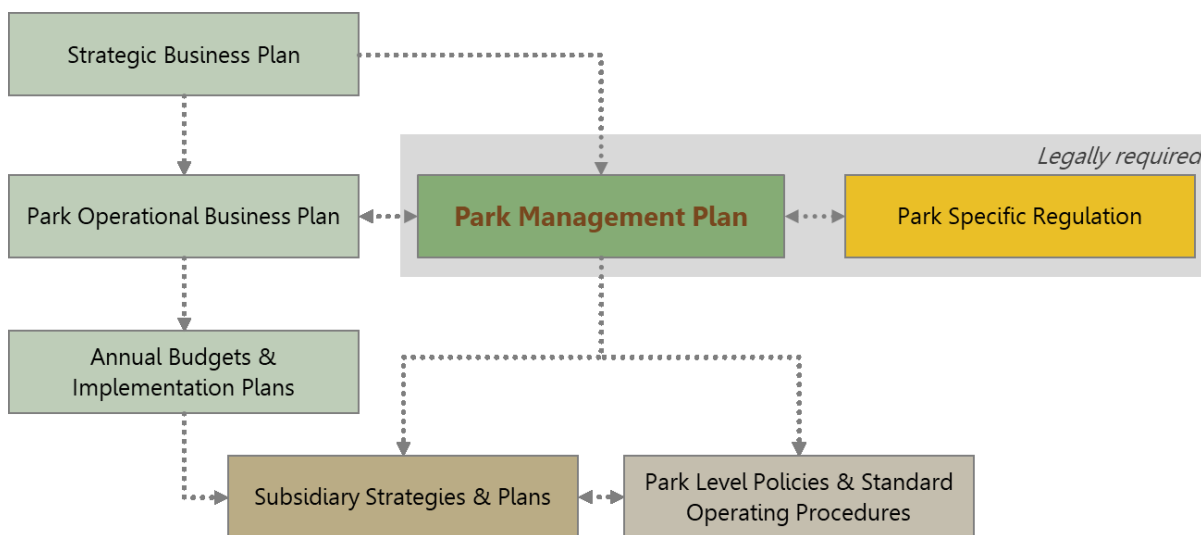 Strategic Business Plan
Legally required
Park Operational Business Plan
Park Management Plan
Park Specific Regulation
Annual Budgets &
Implementation Plans
Subsidiary Strategies & Plans
Park Level Policies & Standard
Operating Procedures